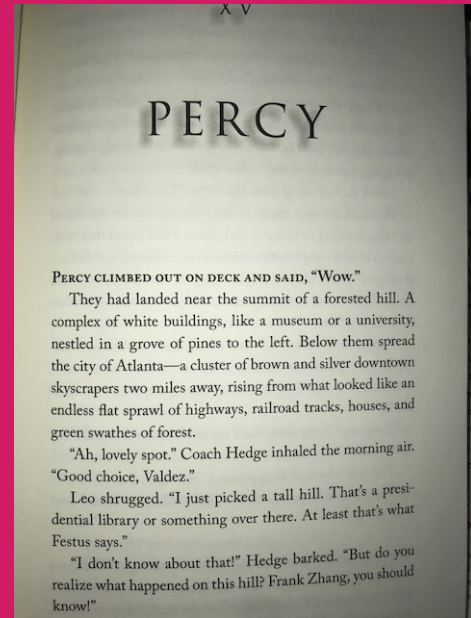 XV
PERCY
PERCY CLIMBED OUT ON DECK AND SAID, “Wow.”
They had landed near the summit of a forested hill. A
complex of white buildings, like a museum or a university,
nestled in a grove of pines to the left. Below them spread
the city of Atlanta—a cluster of brown and silver downtown
skyscrapers two miles away, rising from what looked like an
endless flat sprawl of highways, railroad tracks, houses, and
green swathes of forest.
“Ah, lovely spot.” Coach Hedge inhaled the morning air.
“Good choice, Valdez.”
Leo shrugged. “I just picked a tall hill. That’s a presi-
dential library or something over there. At least that’s what
Festus says.”
“I don’t know about that!” Hedge barked. “But do you
realize what happened on this hill? Frank Zhang, you should
know!”